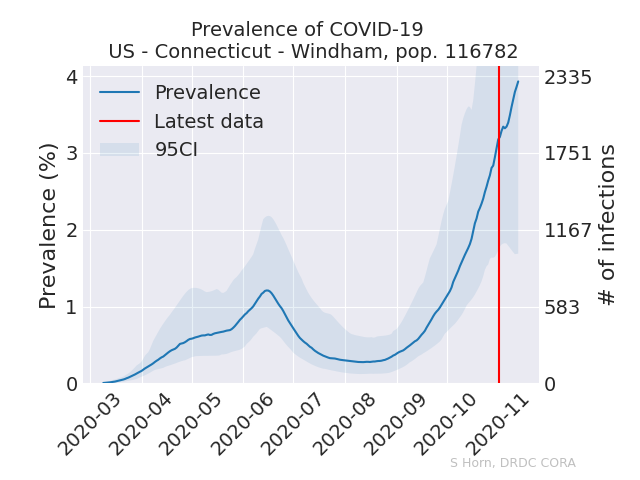 Prevalence of COVID-19
US - Connecticut - Windham, pop. 116782
Prevalence
Latest data
95CI
Prevalence (%)
4
3
2
1
0
2335
1751
1167
583
0
# of infections
2020-03
2020-04
2020-05
2020-06
2020-07
2020-08
2020-09
2020-10
2020-11
S Horn, DRDC CORA